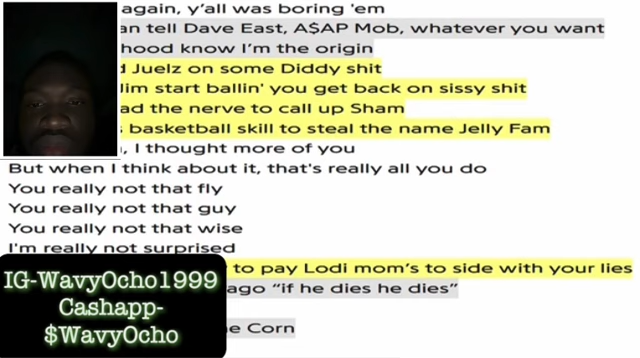 again, y'all was boring 'em
an tell Dave East, A$AP Mob, whatever you want
hood know I'm the origin
d Juelz on some Diddy shit
Jim start ballin' you get back on sissy shit
ad the nerve to call up Sham
s basketball skill to steal the name Jelly Fam
, I thought more of you
But when I think about it, that's really all you do
You really not that fly
You really not that guy
You really not that wise
I'm really not surprised
to pay Lodi mom's to side with your lies
ago “if he dies he dies”
e Corn
IG-WavyOcho1999
Cashapp-
$WavyOcho